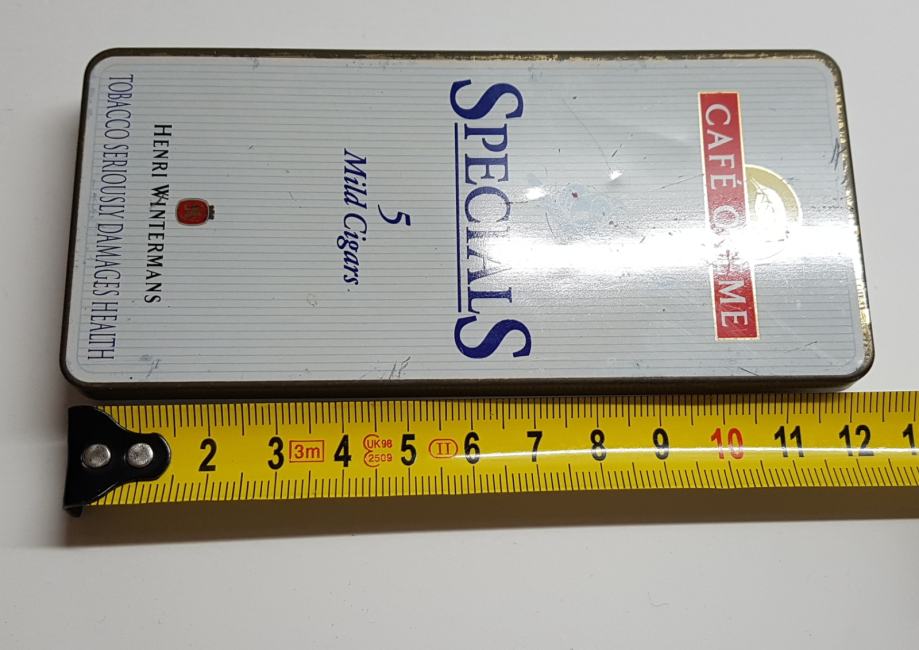 CAFÉ CRÈME
SPECIALS
5
Mild Cigars
HENRI WINTERMANS
TOBACCO SERIOUSLY DAMAGES HEALTH
2 3 3m 4 UK98 2509 5 II 6 7 8 9 10 11 12